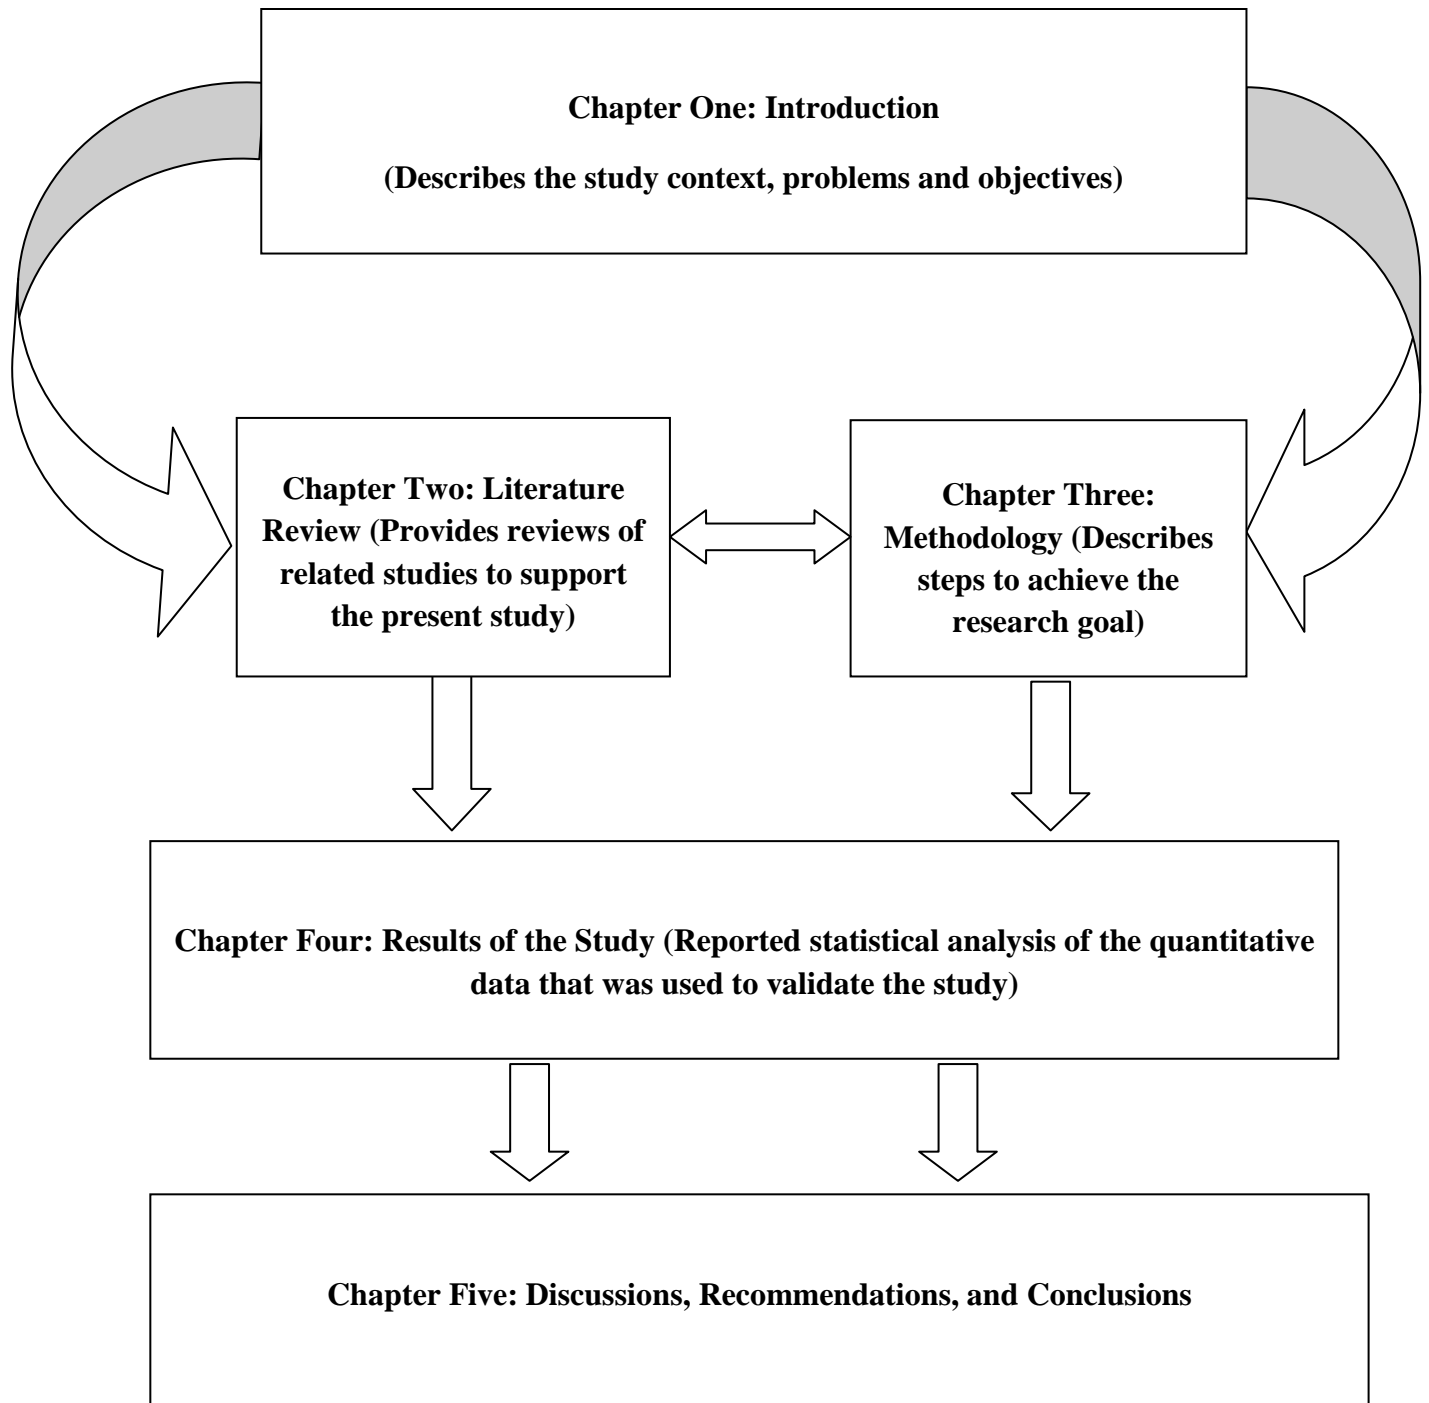 Chapter One: Introduction
(Describes the study context, problems and objectives)
Chapter Two: Literature
Review (Provides reviews of
related studies to support
the present study)
Chapter Three:
Methodology (Describes
steps to achieve the
research goal)
Chapter Four: Results of the Study (Reported statistical analysis of the quantitative
data that was used to validate the study)
Chapter Five: Discussions, Recommendations, and Conclusions